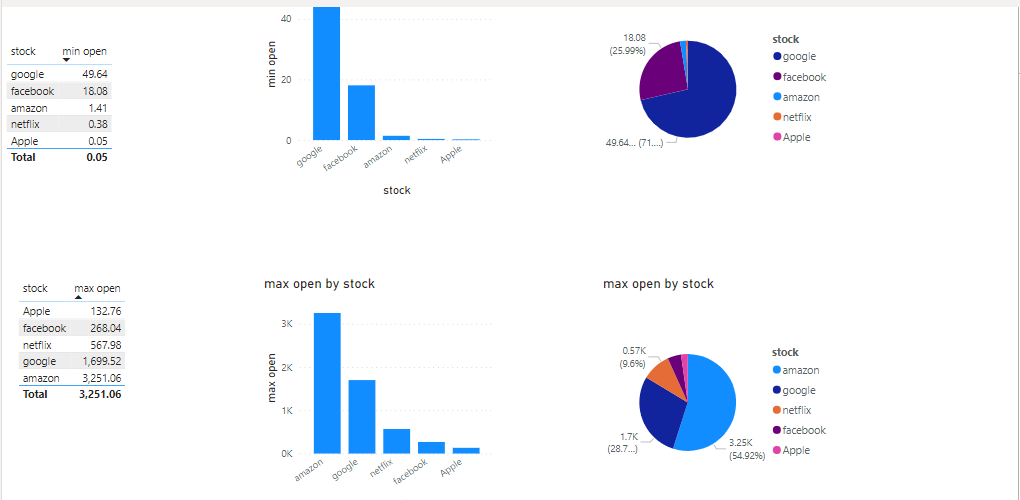 stock min open
google 49.64
facebook 18.08
amazon 1.41
netflix 0.38
Apple 0.05
Total 0.05
min open
40
20
0
google
facebook
amazon
netflix
Apple
stock
18.08
(25.99%)
49.64... (71....)
stock
google
facebook
amazon
netflix
Apple
stock max open
Apple 132.76
facebook 268.04
netflix 567.98
google 1,699.52
amazon 3,251.06
Total 3,251.06
max open by stock
max open
3K
2K
1K
0K
amazon
google
netflix
facebook
Apple
max open by stock
0.57K
(9.6%)
1.7K
(28.7...)
3.25K
(54.92%)
stock
amazon
google
netflix
facebook
Apple